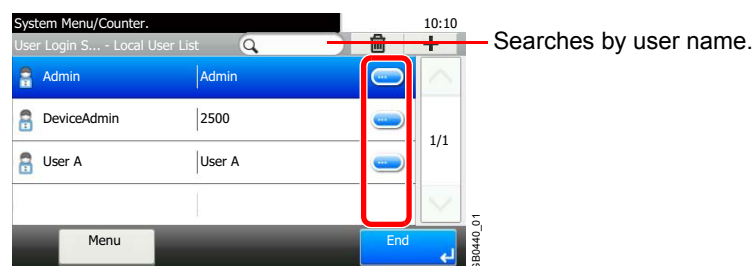 System Menu/Counter. 10:10
User Login S... - Local User List
Searches by user name.
Admin Admin
DeviceAdmin 2500
1/1
User A User A
Menu End
GB0440_01